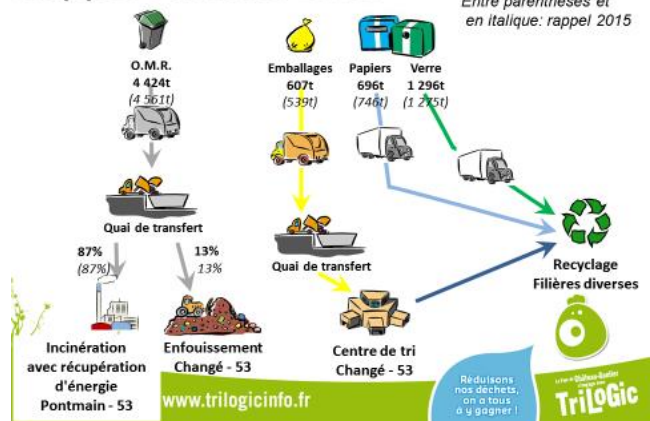 Entre parenthèses et
en italique: rappel 2015
O.M.R.
4 424t
(4 561t)
Emballages
607t
(539t)
Papiers
696t
(746t)
Verre
1 296t
(1 275t)
Quai de transfert
87%
(87%)
13%
13%
Quai de transfert
Recyclage
Filières diverses
Incinération
avec récupération
d'énergie
Pontmain - 53
Enfouissement
Changé - 53
Centre de tri
Changé - 53
www.trilogicinfo.fr
Réduisons
nos déchets,
on a tous
à y gagner !
TriLoGic